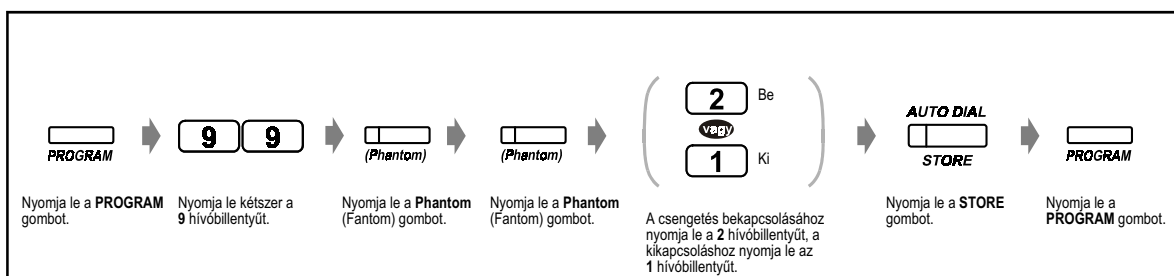 PROGRAM
Nyomja le a PROGRAM
gombot.
9 9
Nyomja le kétszer a
9 hívóbillentyűt.
(Phantom)
Nyomja le a Phantom
(Fantom) gombot.
(Phantom)
Nyomja le a Phantom
(Fantom) gombot.
2 Be
vagy
1 Ki
A csengetés bekapcsolásához
nyomja le a 2 hívóbillentyűt, a
kikapcsoláshoz nyomja le az
1 hívóbillentyűt.
AUTO DIAL
STORE
Nyomja le a STORE
gombot.
PROGRAM
Nyomja le a
PROGRAM gombot.